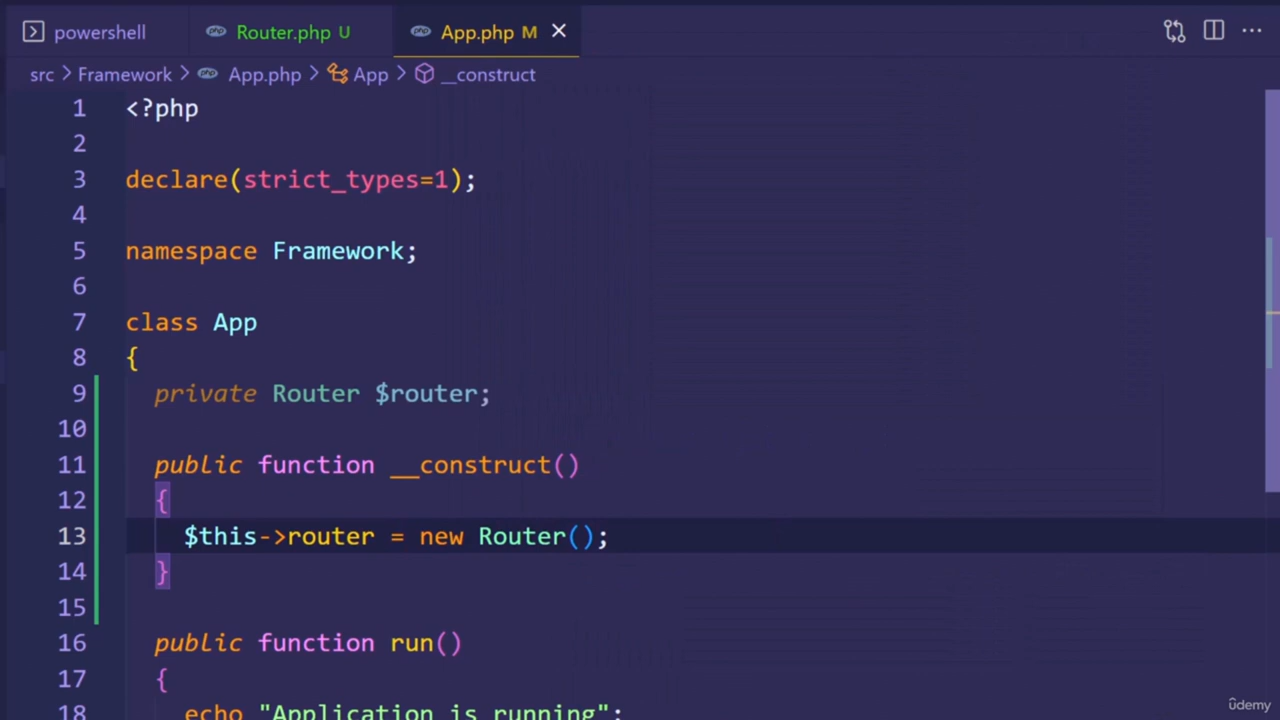 powershell
Router.php U
App.php M
src > Framework > App.php > App > __construct
1 <?php
2
3 declare(strict_types=1);
4
5 namespace Framework;
6
7 class App
8 {
9 private Router $router;
10
11 public function __construct()
12 {
13 $this->router = new Router();
14 }
15
16 public function run()
17 {
18 echo "Application is running";
udemy